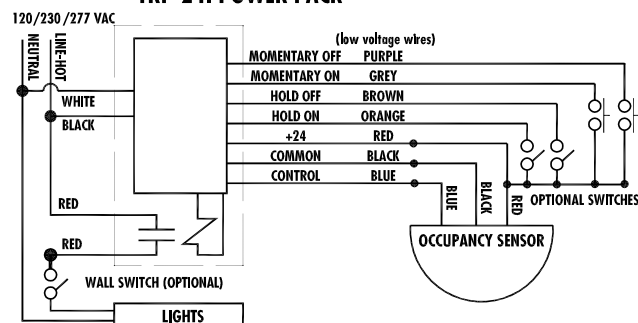 POWER PACK
120/230 /277 VAC
(low voltage wires)
NEUTRAL
LINE-HOT
MOMENTARY OFF PURPLE
MOMENTARY ON GREY
WHITE
HOLD OFF BROWN
BLACK
HOLD ON ORANGE
+24 RED
COMMON BLACK
CONTROL BLUE
BLUE
BLACK
RED
OPTIONAL SWITCHES
RED
RED
OCCUPANCY SENSOR
WALL SWITCH (OPTIONAL)
LIGHTS